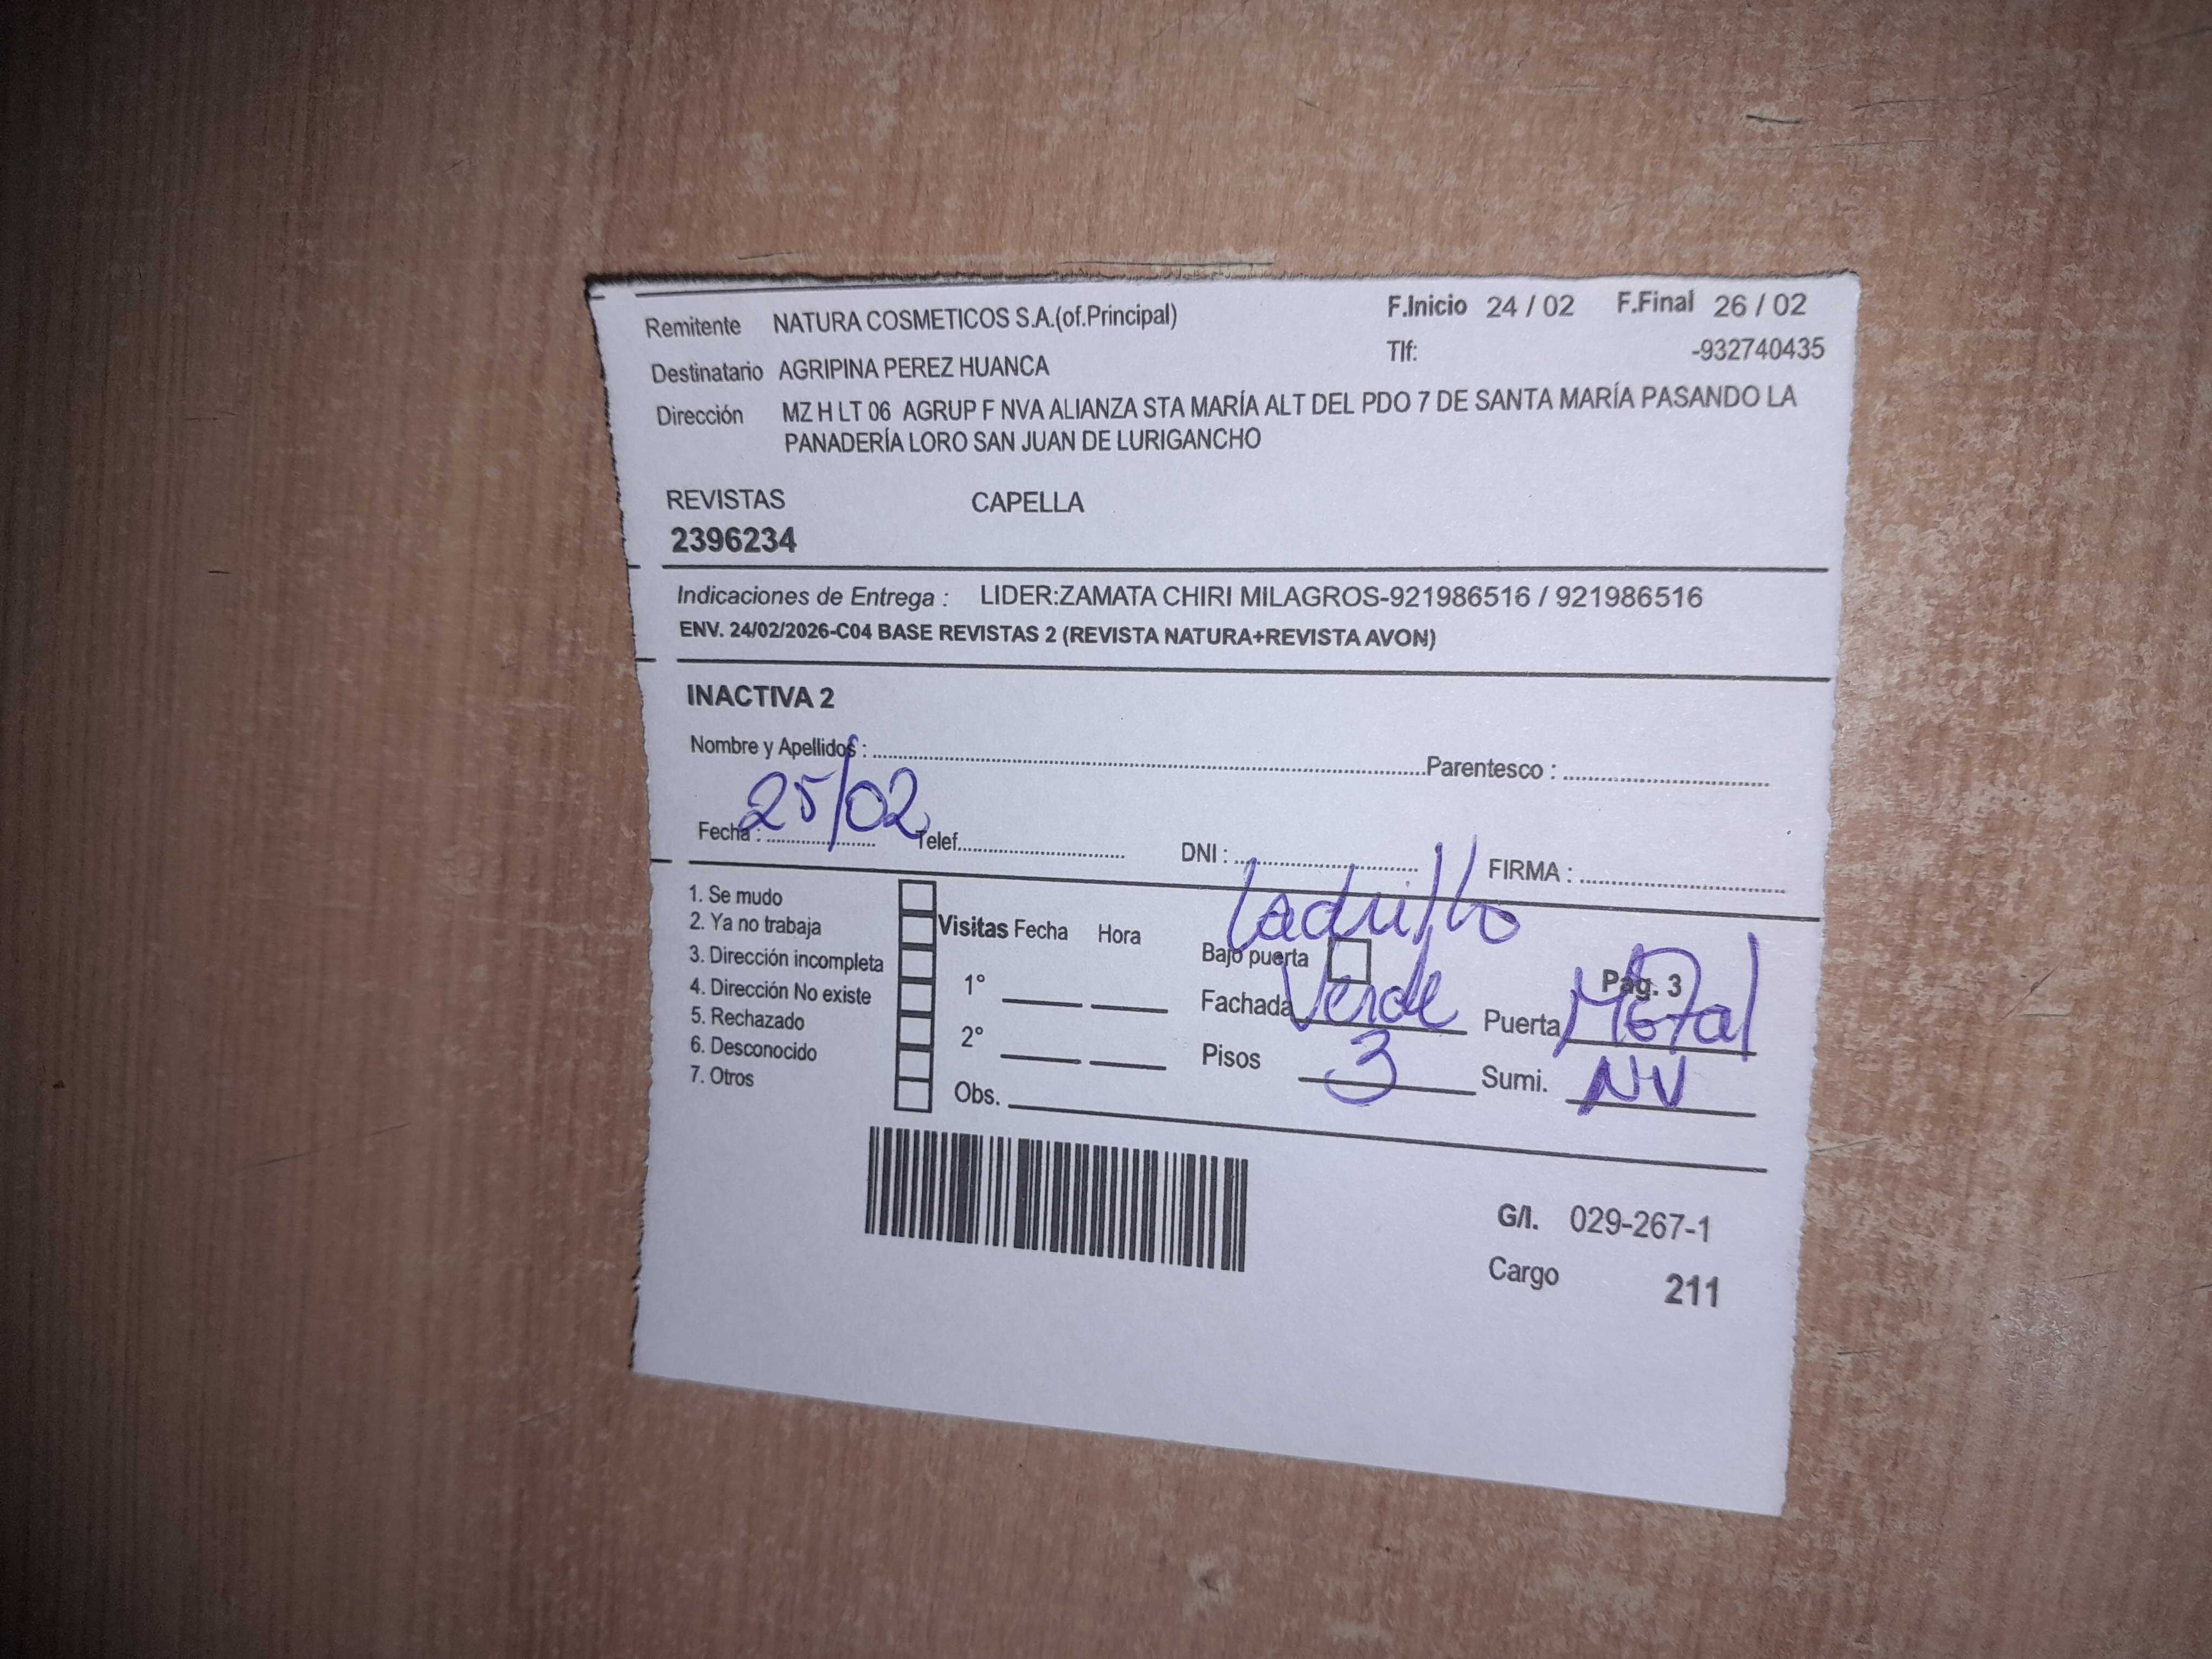 Remitente NATURA COSMETICOS S.A.(of.Principal) F.Inicio 24 / 02 F.Final 26 / 02
Destinatario AGRIPINA PEREZ HUANCA Tlf: -932740435
Dirección MZ H LT 06 AGRUP F NVA ALIANZA STA MARÍA ALT DEL PDO 7 DE SANTA MARÍA PASANDO LA
PANADERÍA LORO SAN JUAN DE LURIGANCHO
REVISTAS CAPELLA
2396234
Indicaciones de Entrega : LIDER:ZAMATA CHIRI MILAGROS-921986516 / 921986516
ENV. 24/02/2026-C04 BASE REVISTAS 2 (REVISTA NATURA+REVISTA AVON)
INACTIVA 2
Nombre y Apellidos : Parentesco :
Fecha : 25/02 Telef. DNI : FIRMA :
1. Se mudo
2. Ya no trabaja
3. Dirección incompleta
4. Dirección No existe
5. Rechazado
6. Desconocido
7. Otros
Visitas Fecha Hora
1°
2°
Obs.
Ladrillo
Bajo puerta Pag. 3
Fachada Verde Puerta Metal
Pisos 3 Sumi. NV
G/I. 029-267-1
Cargo 211